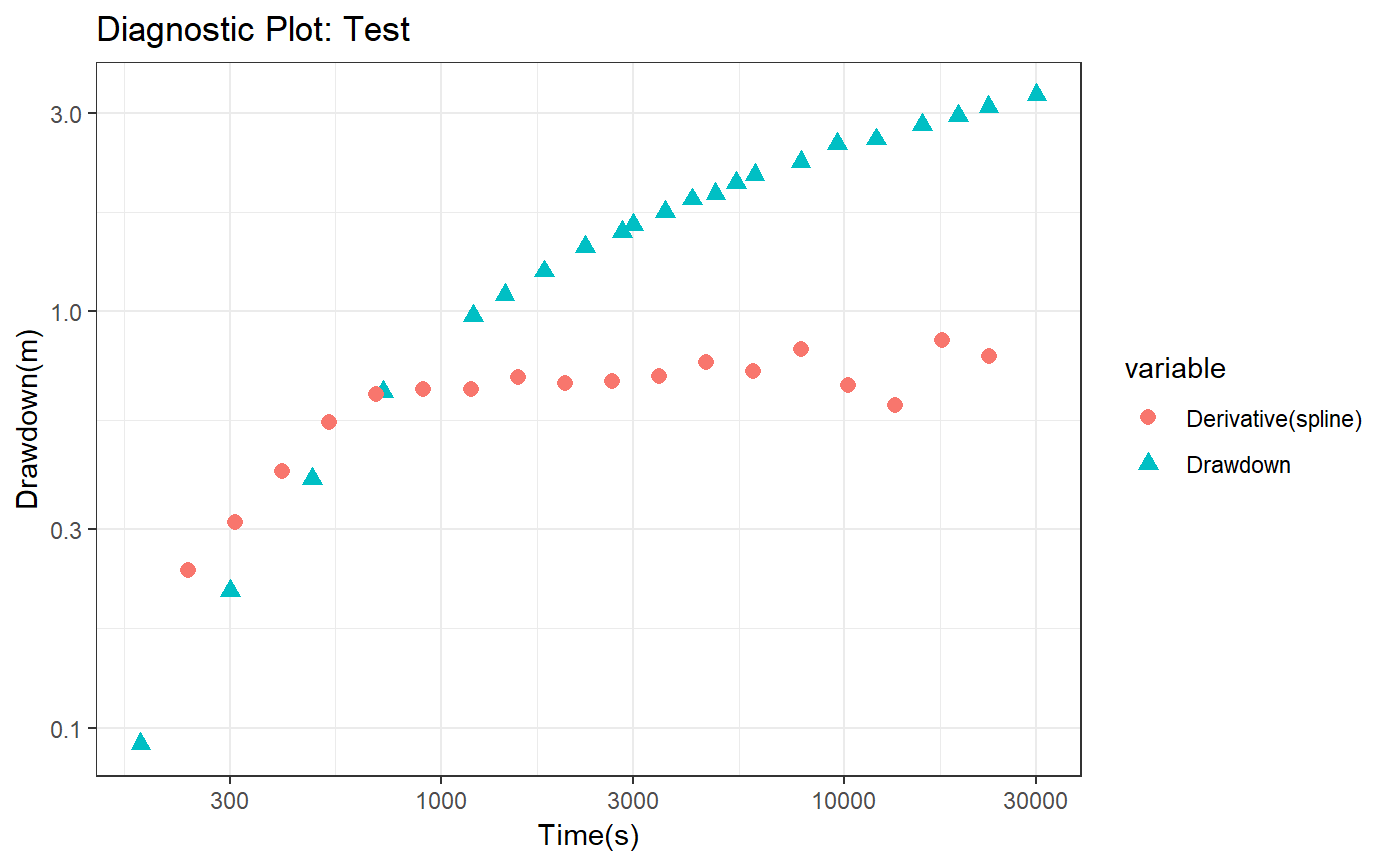 Diagnostic Plot: Test
3.0
1.0
0.3
0.1
Drawdown(m)
300
1000
3000
10000
30000
Time(s)
variable
Derivative(spline)
Drawdown